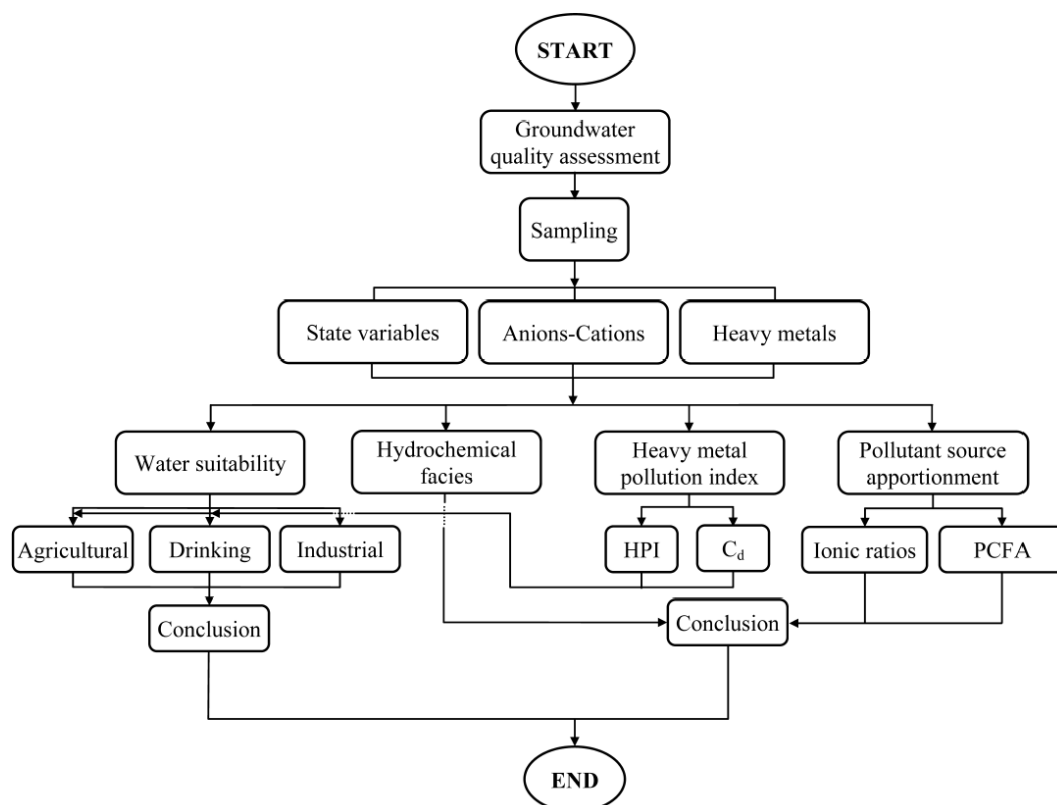 START
Groundwater
quality assessment
Sampling
State variables
Anions-Cations
Heavy metals
Water suitability
Hydrochemical
facies
Heavy metal
pollution index
Pollutant source
apportionment
Agricultural
Drinking
Industrial
HPI
C_d
Ionic ratios
PCFA
Conclusion
Conclusion
END